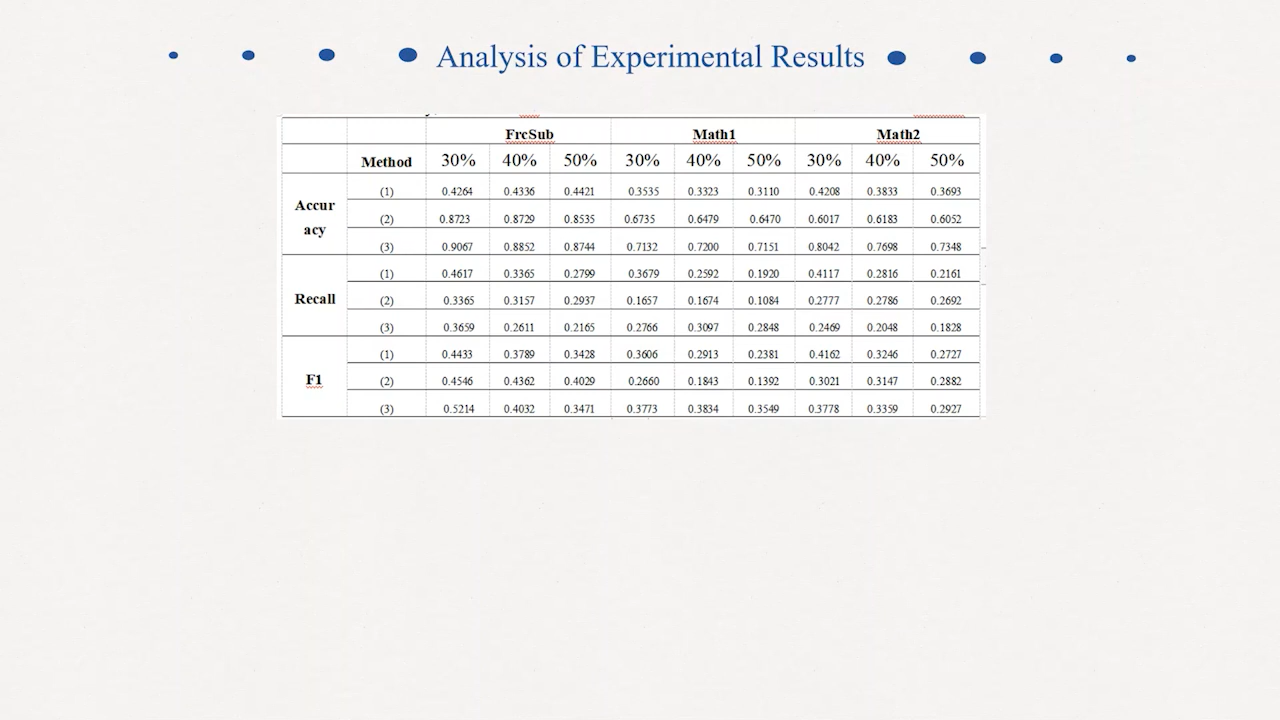 Analysis of Experimental Results
FrcSub Math1 Math2
Method 30% 40% 50% 30% 40% 50% 30% 40% 50%
Accur
acy
(1) 0.4264 0.4336 0.4421 0.3535 0.3323 0.3110 0.4208 0.3833 0.3693
(2) 0.8723 0.8729 0.8535 0.6735 0.6479 0.6470 0.6017 0.6183 0.6052
(3) 0.9067 0.8852 0.8744 0.7132 0.7200 0.7151 0.8042 0.7698 0.7348
Recall
(1) 0.4617 0.3365 0.2799 0.3679 0.2592 0.1920 0.4117 0.2816 0.2161
(2) 0.3365 0.3157 0.2937 0.1657 0.1674 0.1084 0.2777 0.2786 0.2692
(3) 0.3659 0.2611 0.2165 0.2766 0.3097 0.2848 0.2469 0.2048 0.1828
F1
(1) 0.4433 0.3789 0.3428 0.3606 0.2913 0.2381 0.4162 0.3246 0.2727
(2) 0.4546 0.4362 0.4029 0.2660 0.1843 0.1392 0.3021 0.3147 0.2882
(3) 0.5214 0.4032 0.3471 0.3773 0.3834 0.3549 0.3778 0.3359 0.2927